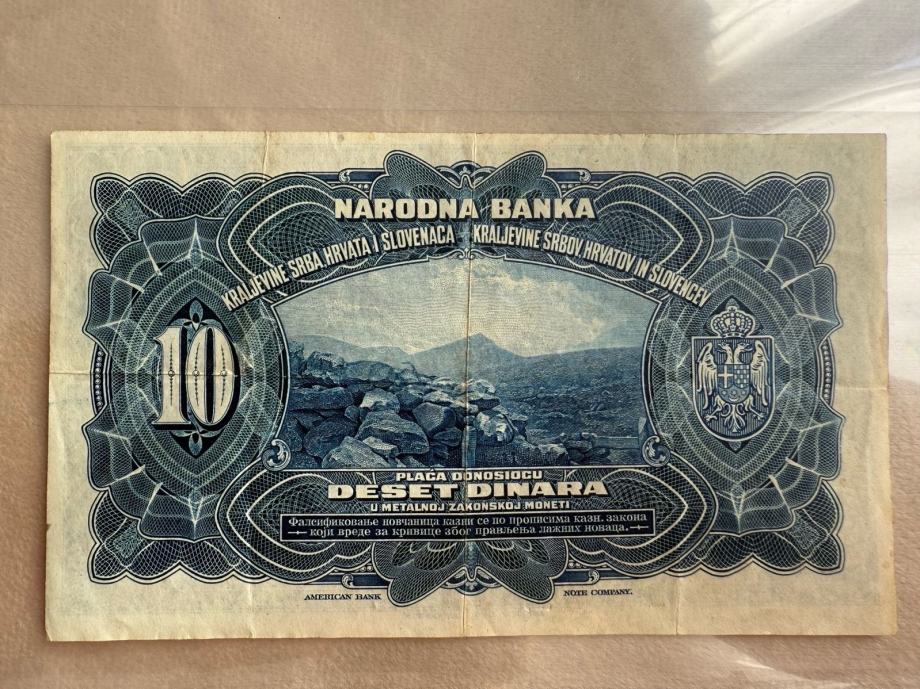 NARODNA BANKA
KRALJEVINE SRBA HRVATA I SLOVENACA KRALJEVINE SRBOV, HRVATOV IN SLOVENCEV
10
PLAĆA DONOSIOCU
DESET DINARA
U METALNOJ ZAKONSKOJ MONETI
Фалсификовање новчаница казни се по прописима казн. закона
који вреде за кривице због прављења лажних новаца.
AMERICAN BANK NOTE COMPANY.